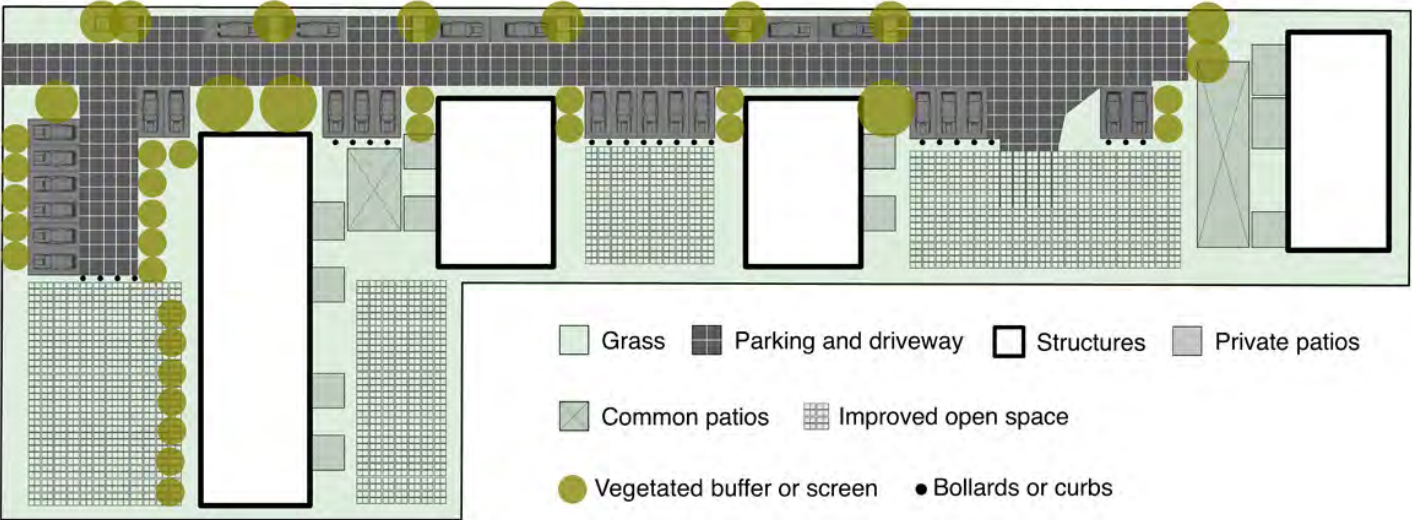 Grass Parking and driveway Structures Private patios
Common patios Improved open space
Vegetated buffer or screen Bollards or curbs